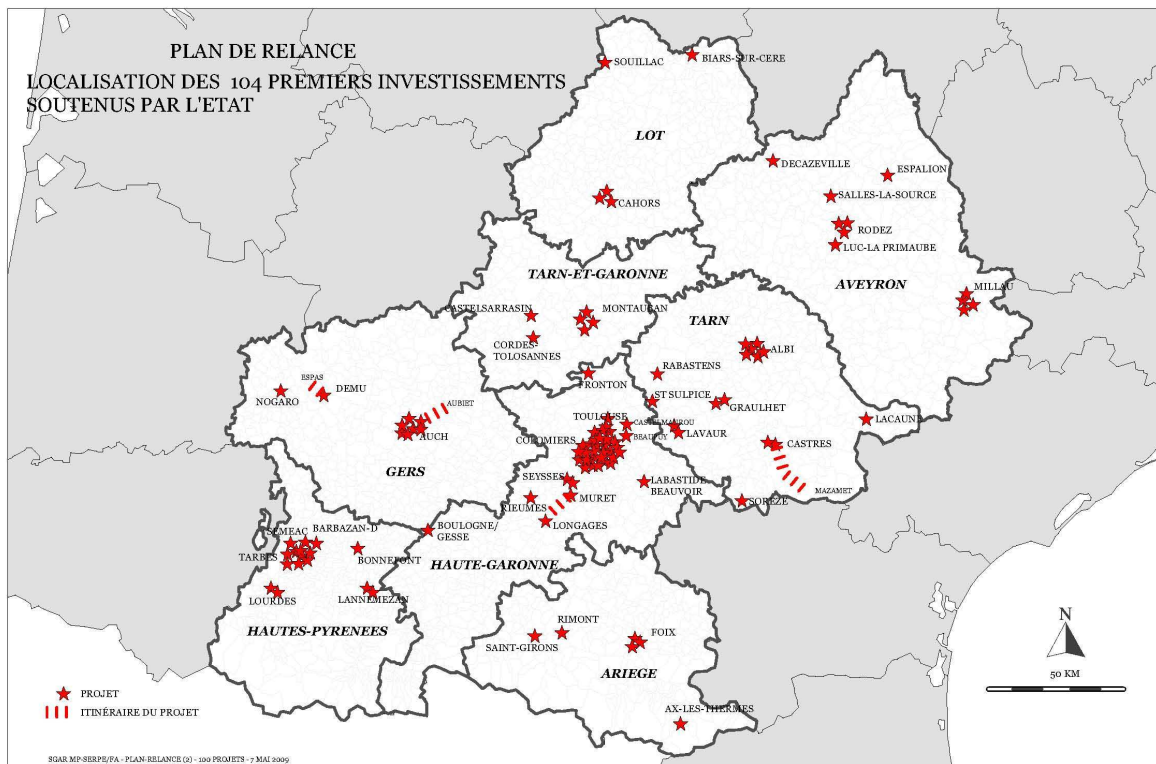 PLAN DE RELANCE
LOCALISATION DES 104 PREMIERS INVESTISSEMENTS
SOUTENUS PAR L'ETAT
SOUILLAC
BIARS-SUR-CERE
LOT
DECAZEVILLE
ESPALION
SALLES-LA-SOURCE
CAHORS
RODEZ
LUC-LA PRIMAUBE
TARN-ET-GARONNE
AVEYRON
MILLAU
CASTELSARRASIN
MONTAUBAN
TARN
CORDES-
TOLOSANNES
ALBI
RABASTENS
ESPAS
DEMU
NOGARO
FRONTON
AUBIET
ST SULPICE
GRAULHET
TOULOUSE
CASTELMAUROU
LACAUNE
AUCH
COLOMIERS
BEAUPUY
LAVAUR
CASTRES
GERS
SEYSSES
LABASTIDE
BEAUVOIR
MAZAMET
RIEUMES
MURET
SOREZE
BOULOGNE/
GESSE
LONGAGES
SEMEAC
BARBAZAN-D
TARBES
BONNEFONT
HAUTE-GARONNE
LOURDES
LANNEMEZAN
HAUTES-PYRENEES
RIMONT
SAINT-GIRONS
FOIX
ARIEGE
AX-LES-THERMES
N
50 KM
PROJET
ITINÉRAIRE DU PROJET
SGAR MP-SERPE/FA - PLAN-RELANCE (2) - 100 PROJETS - 7 MAI 2009